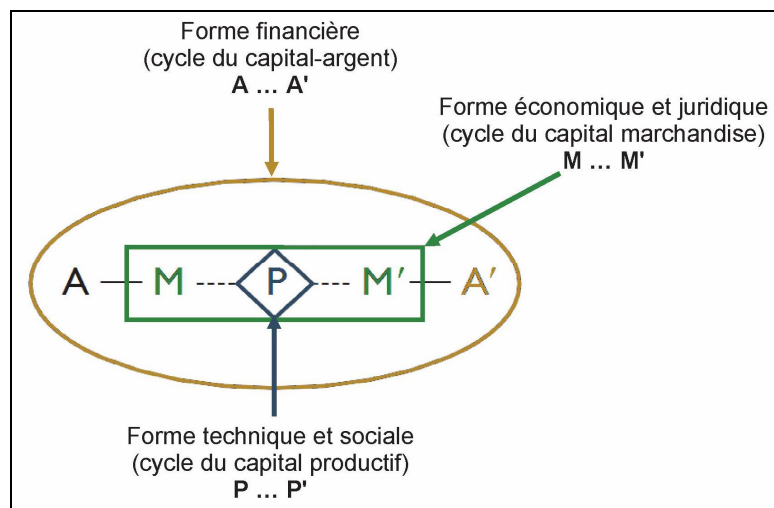 Forme financière
(cycle du capital-argent)
A ... A'
Forme économique et juridique
(cycle du capital marchandise)
M ... M'
A — M ----- P ---- M′ — A′
Forme technique et sociale
(cycle du capital productif)
P ... P'